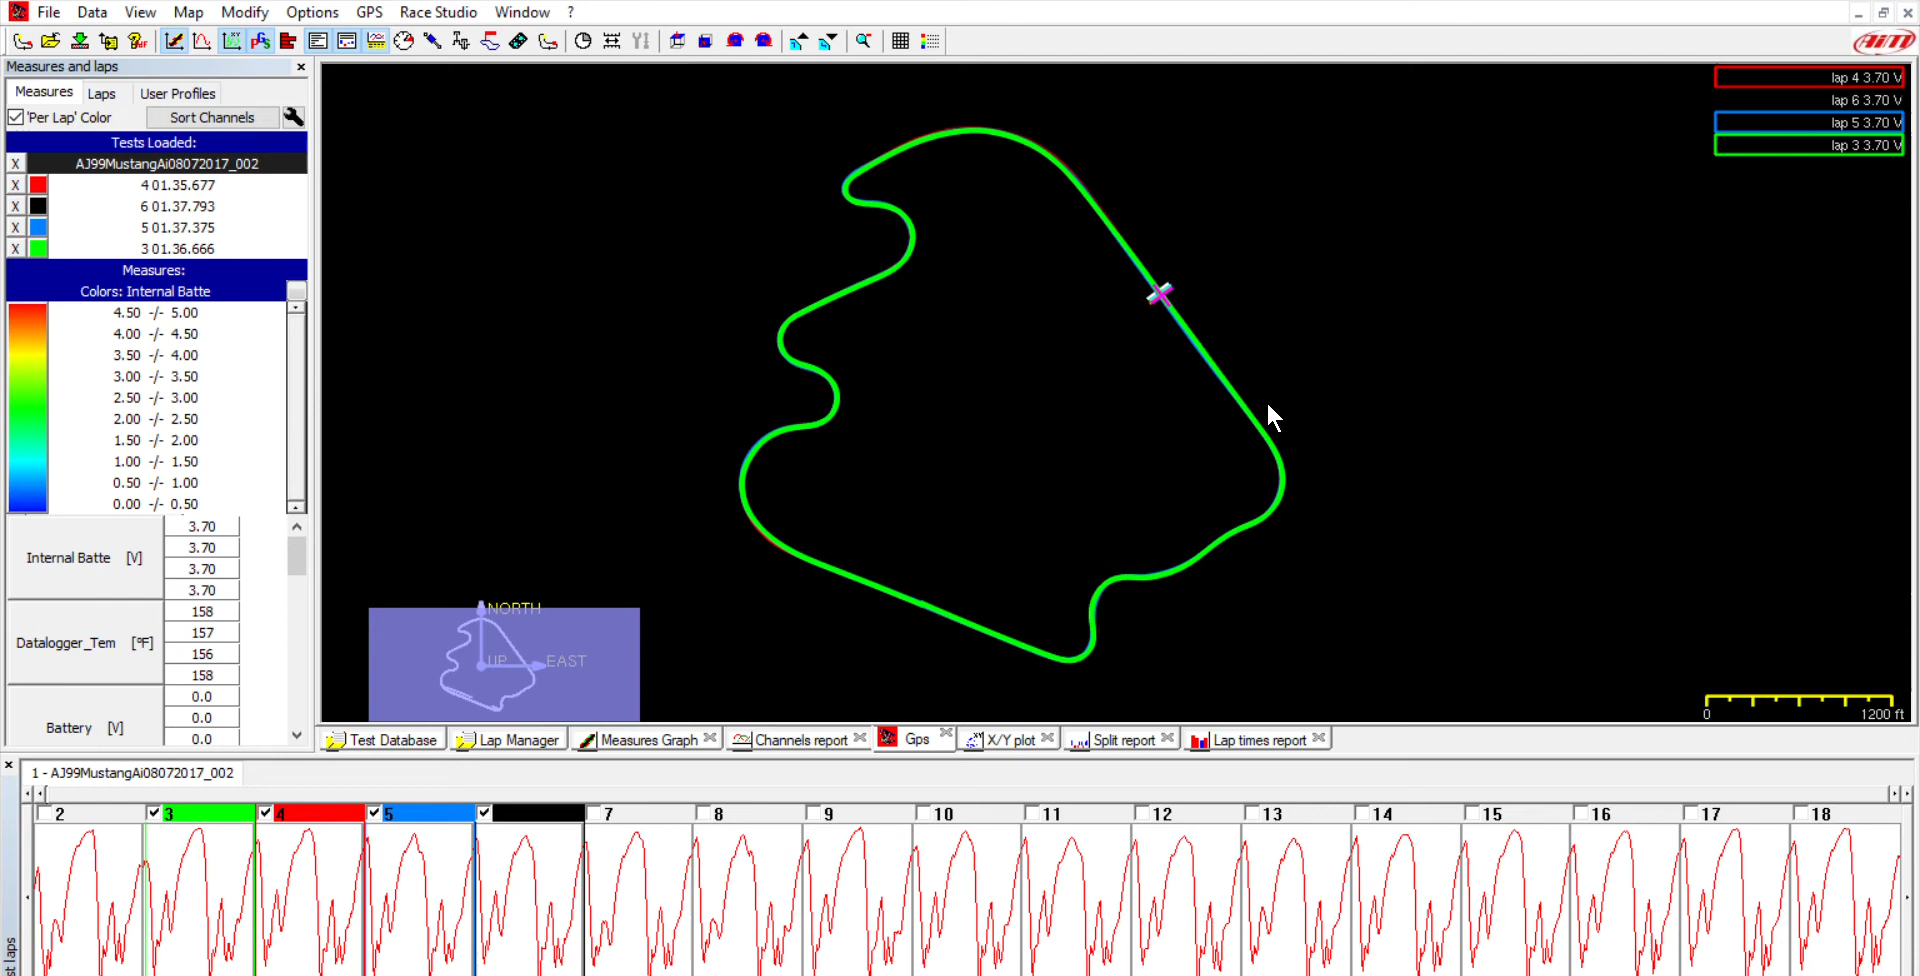 File Data View Map Modify Options GPS Race Studio Window ?
AiM
Measures and laps
Measures Laps User Profiles
'Per Lap' Color Sort Channels
Tests Loaded:
X AJ99MustangAi08072017_002
X 4 01.35.677
X 6 01.37.793
X 5 01.37.375
X 3 01.36.666
Measures:
Colors: Internal Batte
4.50 -/- 5.00
4.00 -/- 4.50
3.50 -/- 4.00
3.00 -/- 3.50
2.50 -/- 3.00
2.00 -/- 2.50
1.50 -/- 2.00
1.00 -/- 1.50
0.50 -/- 1.00
0.00 -/- 0.50
Internal Batte [V]
3.70
3.70
3.70
3.70
Datalogger_Tem [ºF]
158
157
156
158
Battery [V]
0.0
0.0
0.0
lap 4 3.70 V
lap 6 3.70 V
lap 5 3.70 V
lap 3 3.70 V
NORTH
UP EAST
0 1200 ft
Test Database Lap Manager Measures Graph Channels report Gps X/Y plot Split report Lap times report
1 - AJ99MustangAi08072017_002
2 3 4 5 7 8 9 10 11 12 13 14 15 16 17 18
st laps